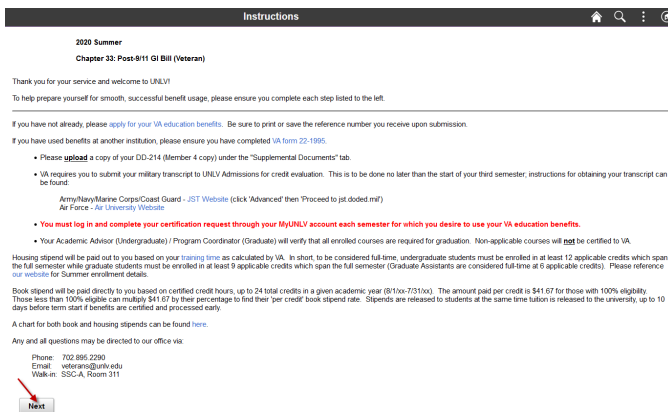 Instructions
2020 Summer
Chapter 33: Post-9/11 GI Bill (Veteran)
Thank you for your service and welcome to UNLV!
To help prepare yourself for smooth, successful benefit usage, please ensure you complete each step listed to the left.
If you have not already, please apply for your VA education benefits. Be sure to print or save the reference number you receive upon submission.
If you have used benefits at another institution, please ensure you have completed VA form 22-1995.
• Please upload a copy of your DD-214 (Member 4 copy) under the "Supplemental Documents" tab.
• VA requires you to submit your military transcript to UNLV Admissions for credit evaluation. This is to be done no later than the start of your third semester; instructions for obtaining your transcript can
be found:
Army/Navy/Marine Corps/Coast Guard - JST Website (click 'Advanced' then 'Proceed to jst.doded.mil')
Air Force - Air University Website
• You must log in and complete your certification request through your MyUNLV account each semester for which you desire to use your VA education benefits.
• Your Academic Advisor (Undergraduate) / Program Coordinator (Graduate) will verify that all enrolled courses are required for graduation. Non-applicable courses will not be certified to VA.
Housing stipend will be paid out to you based on your training time as calculated by VA. In short, to be considered full-time, undergraduate students must be enrolled in at least 12 applicable credits which span
the full semester while graduate students must be enrolled in at least 9 applicable credits which span the full semester (Graduate Assistants are considered full-time at 6 applicable credits). Please reference
our website for Summer enrollment details.
Book stipend will be paid directly to you based on certified credit hours, up to 24 total credits in a given academic year (8/1/xx-7/31/xx). The amount paid per credit is $41.67 for those with 100% eligibility.
Those less than 100% eligible can multiply $41.67 by their percentage to find their 'per credit' book stipend rate. Stipends are released to students at the same time tuition is released to the university, up to 10
days before term start if benefits are certified and processed early.
A chart for both book and housing stipends can be found here.
Any and all questions may be directed to our office via:
Phone: 702.895.2290
Email: veterans@unlv.edu
Walk-in: SSC-A, Room 311
Next